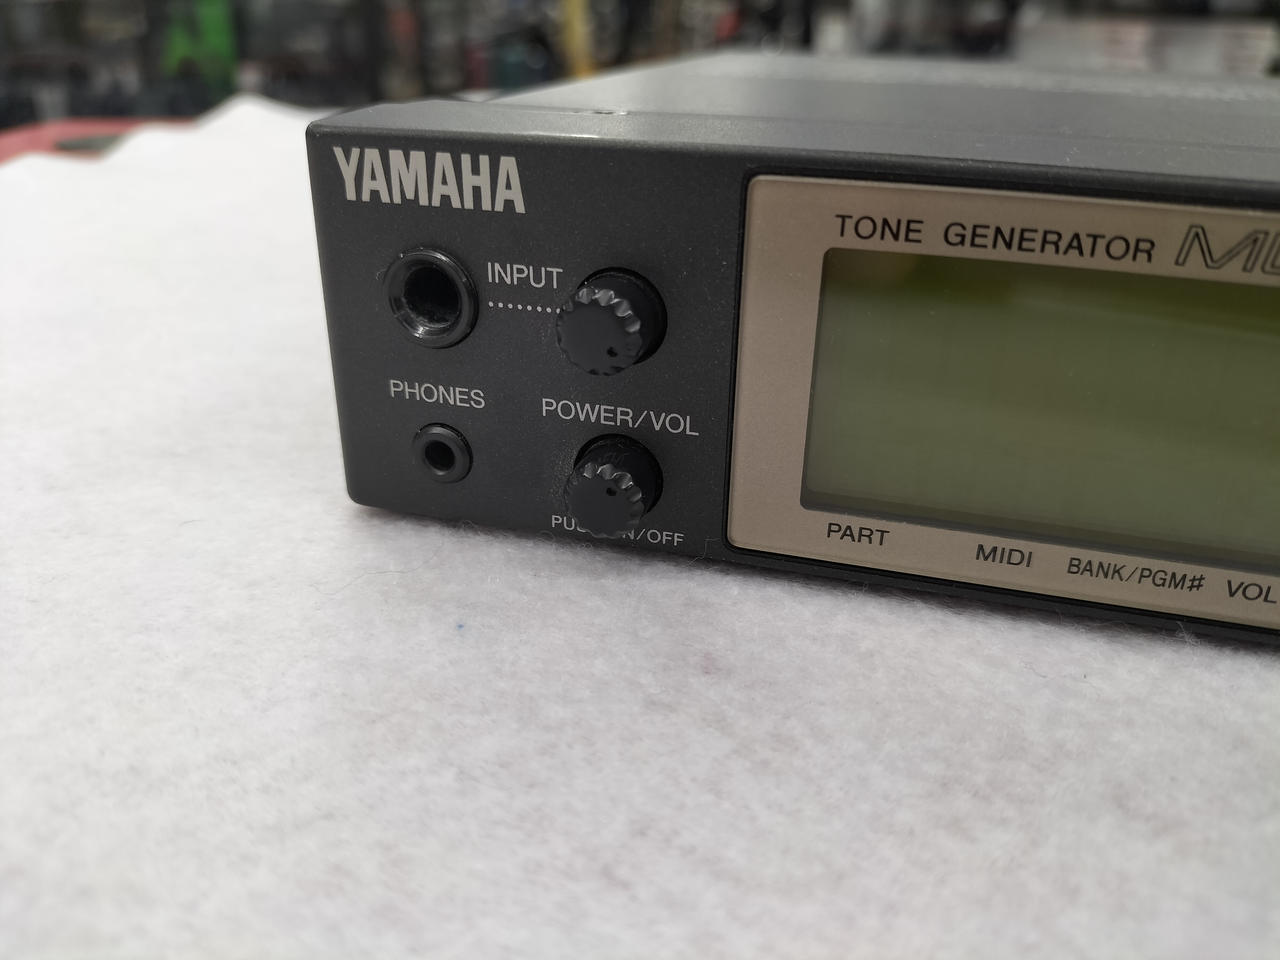 YAMAHA
INPUT
PHONES
POWER/VOL
TONE GENERATOR
PART
MIDI
BANK/PGM#
VOL